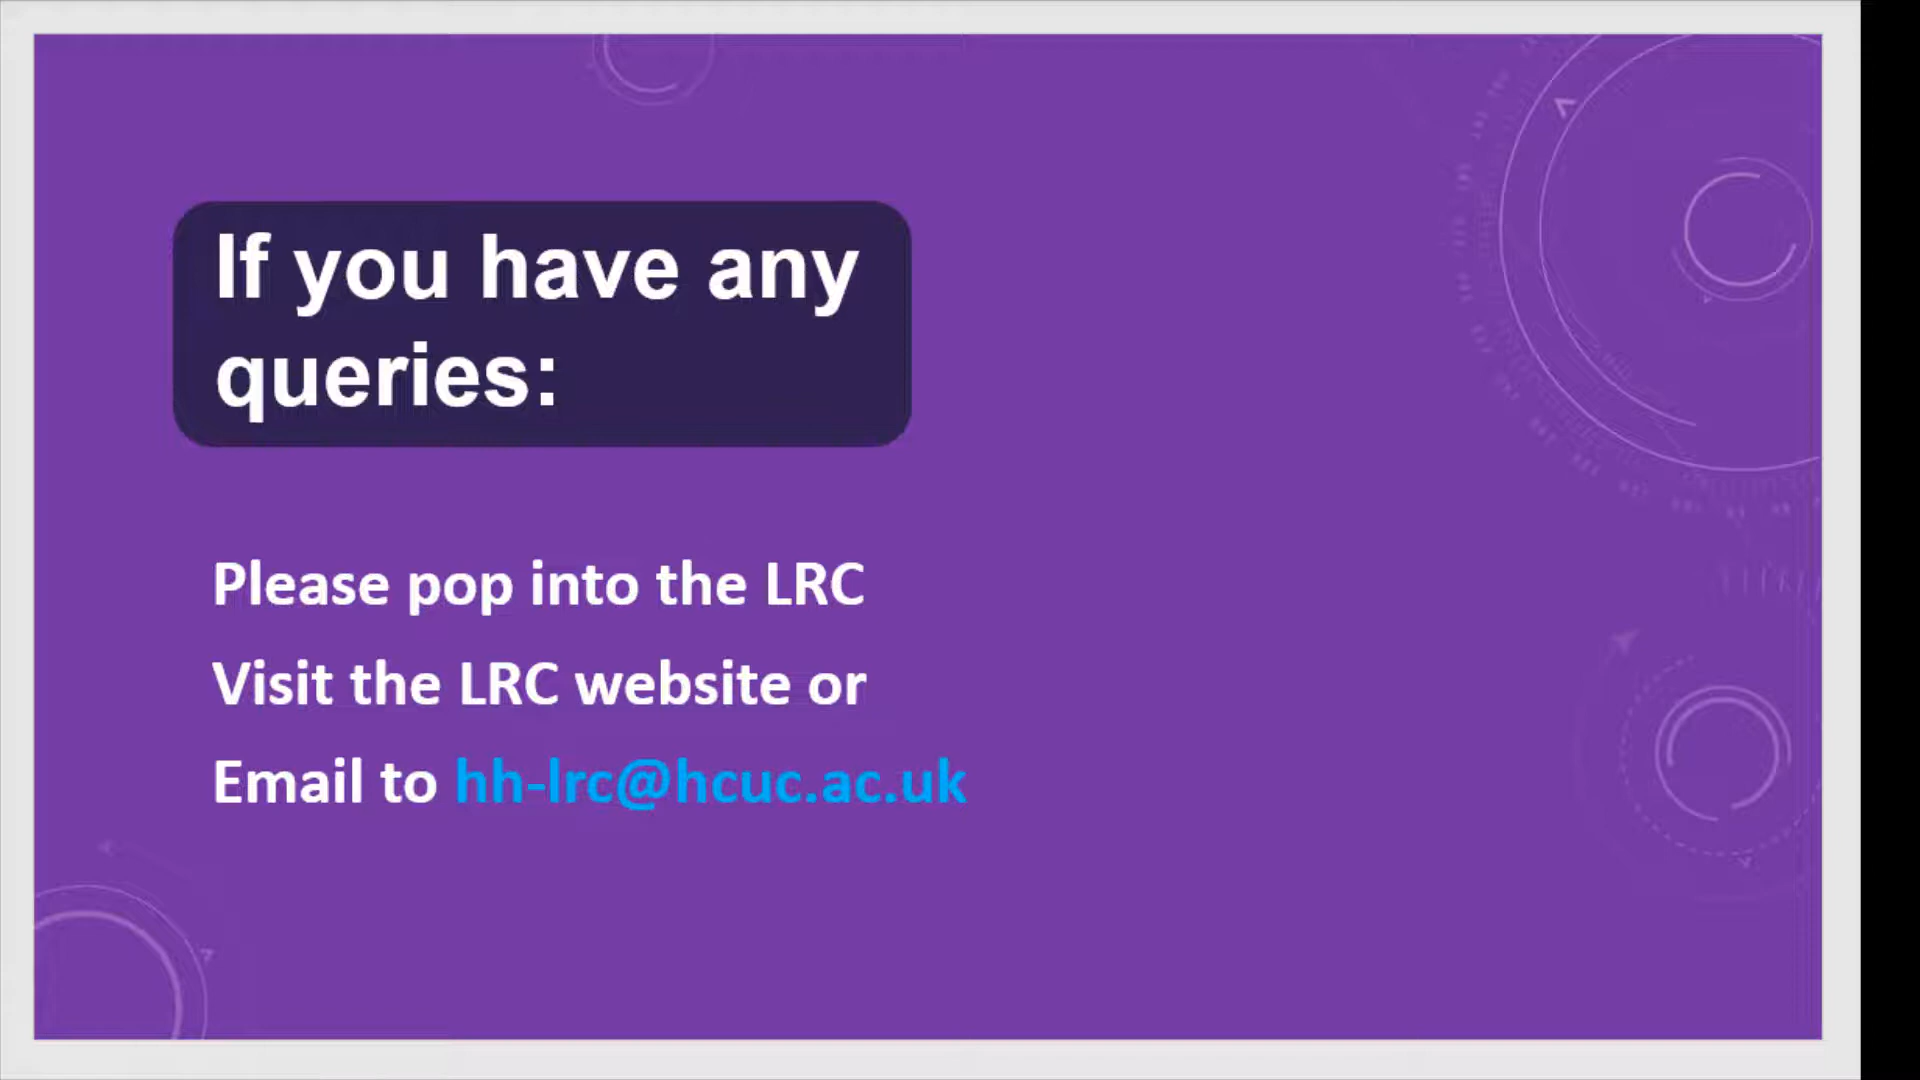 If you have any
queries:
Please pop into the LRC
Visit the LRC website or
Email to hh-lrc@hcuc.ac.uk